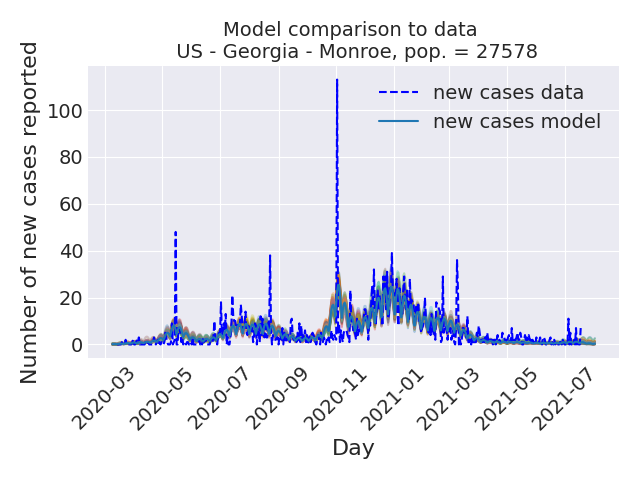 Model comparison to data
US - Georgia - Monroe, pop. = 27578
Number of new cases reported
100
80
60
40
20
0
new cases data
new cases model
2020-03
2020-05
2020-07
2020-09
2020-11
2021-01
2021-03
2021-05
2021-07
Day